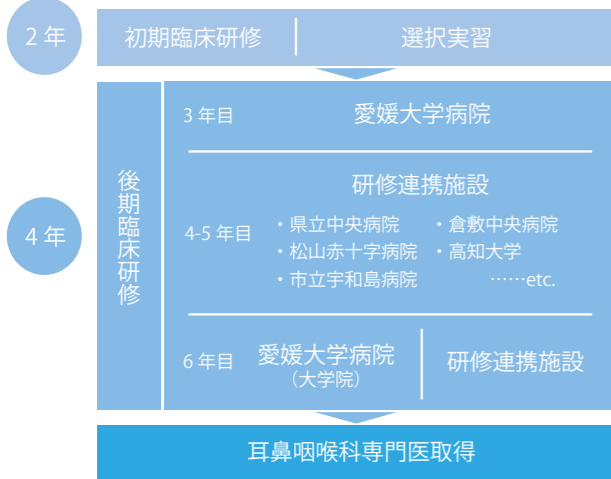 2 年
初期臨床研修
選択実習
4 年
後期臨床研修
3 年目
愛媛大学病院
研修連携施設
4-5 年目
・県立中央病院 ・倉敷中央病院
・松山赤十字病院 ・高知大学
・市立宇和島病院 ……etc.
6 年目
愛媛大学病院
（大学院）
研修連携施設
耳鼻咽喉科専門医取得